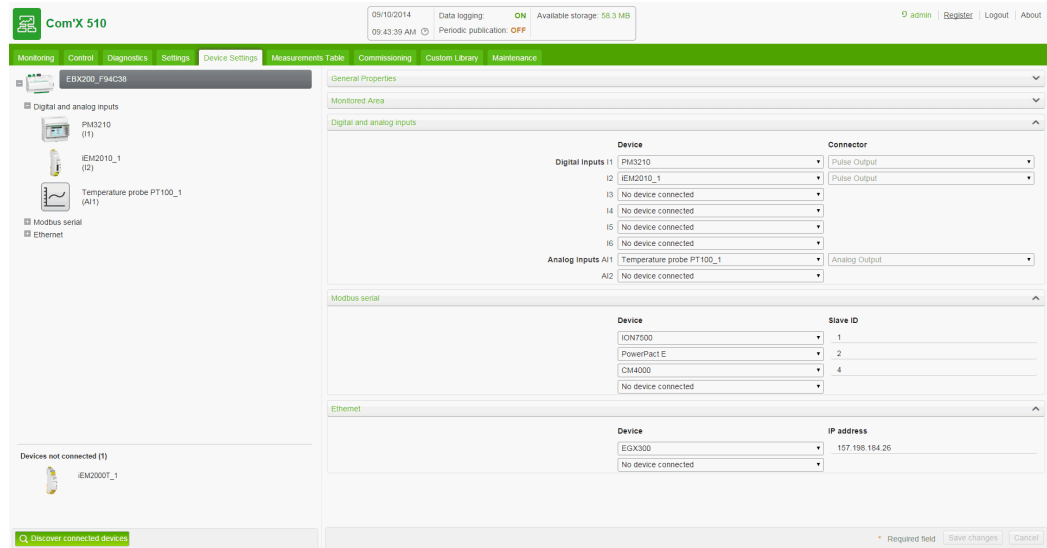 Com'X 510
09/10/2014
09:43:39 AM
Data logging: ON
Periodic publication: OFF
Available storage: 58.3 MB
admin | Register | Logout | About
Monitoring Control Diagnostics Settings Device Settings Measurements Table Commissioning Custom Library Maintenance
EBX200_F94C38
Digital and analog inputs
PM3210
(I1)
iEM2010_1
(I2)
Temperature probe PT100_1
(AI1)
Modbus serial
Ethernet
Devices not connected (1)
iEM2000T_1
Discover connected devices
General Properties
Monitored Area
Digital and analog inputs
Device Connector
Digital Inputs I1 PM3210 Pulse Output
I2 iEM2010_1 Pulse Output
I3 No device connected
I4 No device connected
I5 No device connected
I6 No device connected
Analog Inputs AI1 Temperature probe PT100_1 Analog Output
AI2 No device connected
Modbus serial
Device Slave ID
ION7500 1
PowerPact E 2
CM4000 4
No device connected
Ethernet
Device IP address
EGX300 157.198.184.26
No device connected
* Required field Save changes Cancel